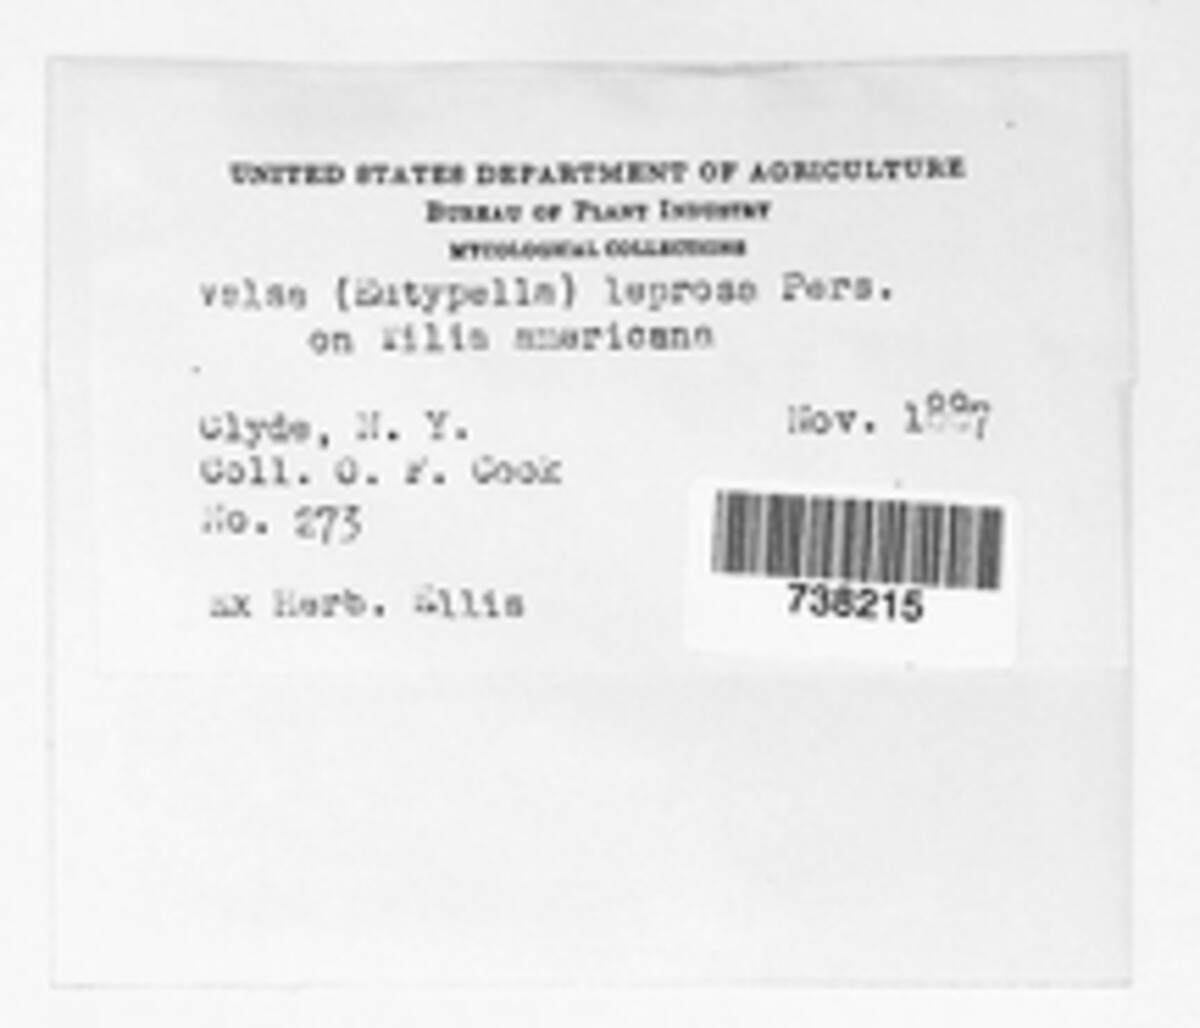 UNITED STATES DEPARTMENT OF AGRICULTURE
BUREAU OF PLANT INDUSTRY
MYCOLOGICAL COLLECTIONS
Valsa (Eutypella) leprosa Pers.
on Tilia americana
Clyde, N. Y.
Nov. 1887
Coll. O. F. Cook
No. 273
Ex Herb. Ellis
738215